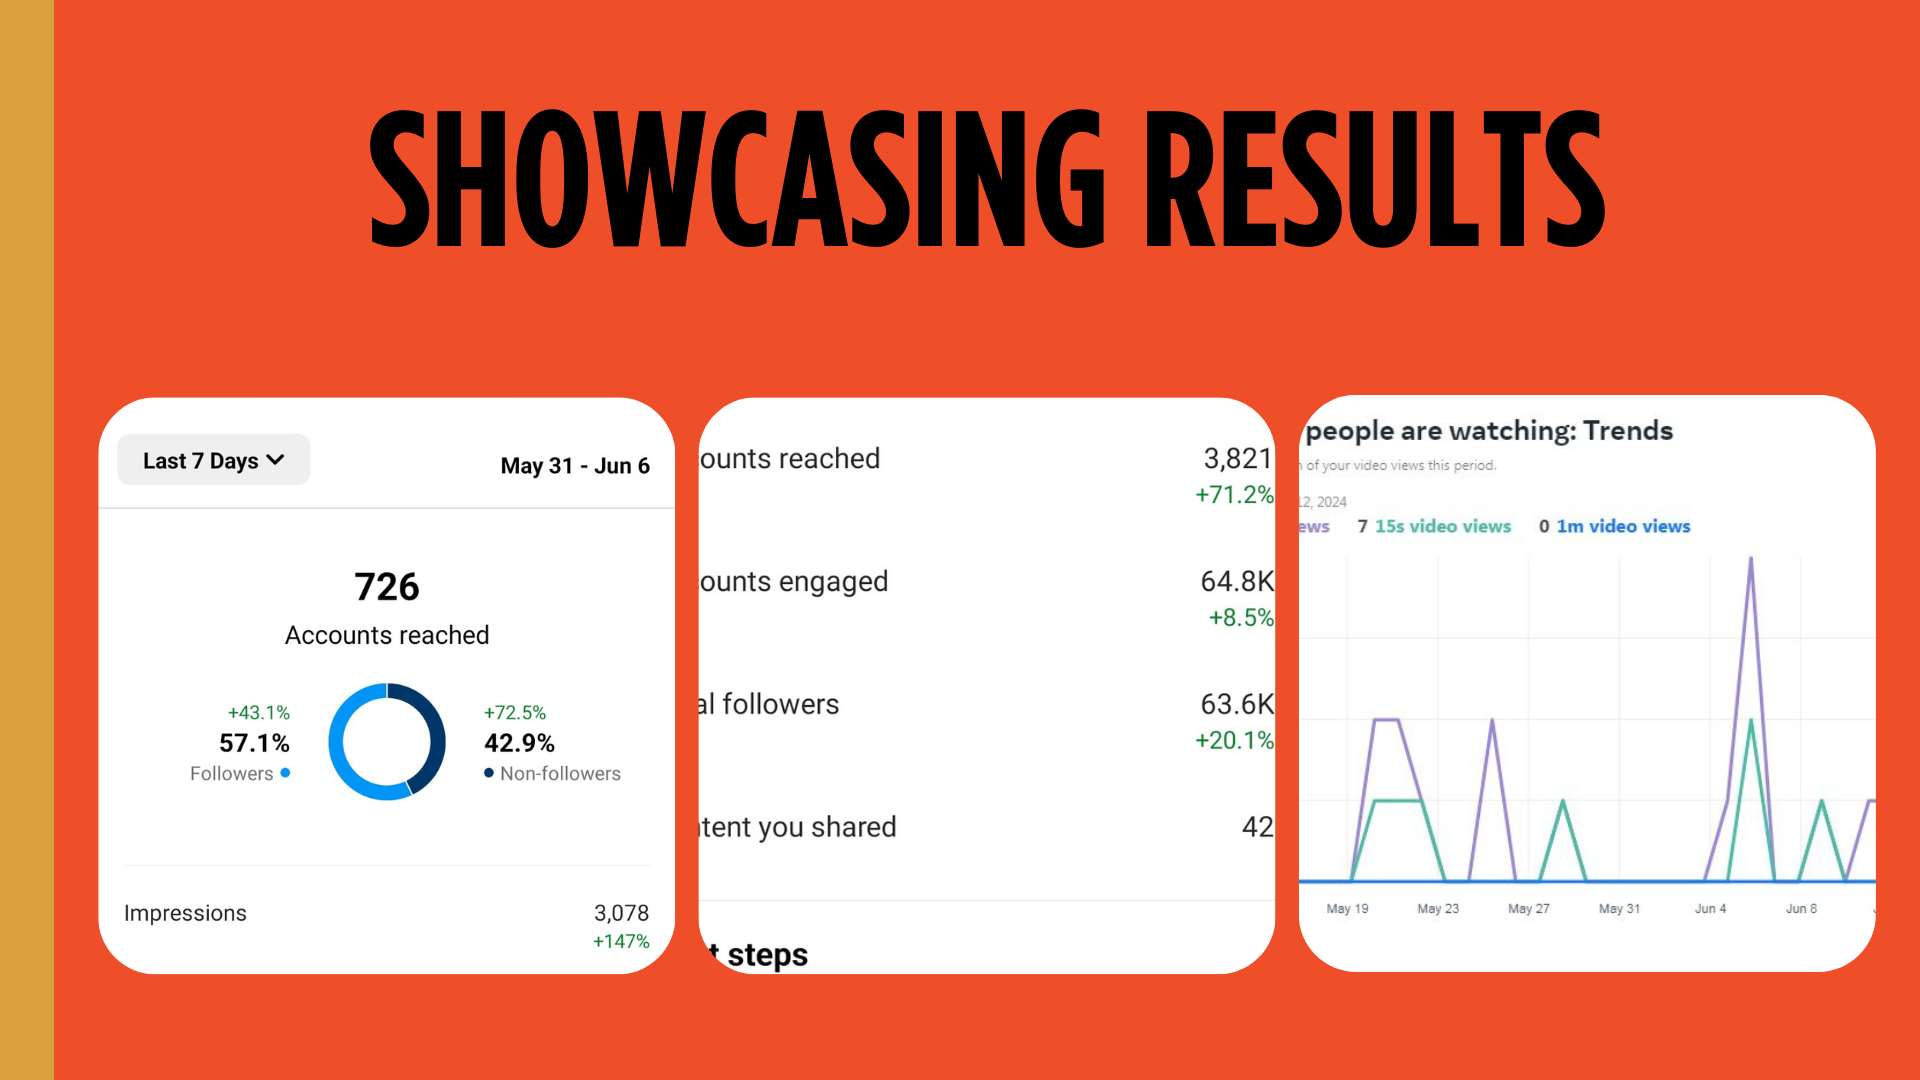 SHOWCASING RESULTS
Last 7 Days
May 31 - Jun 6
726
Accounts reached
+43.1%
57.1%
Followers
+72.5%
42.9%
Non-followers
Impressions
3,078
+147%
ounts reached
3,821
+71.2%
ounts engaged
64.8K
+8.5%
al followers
63.6K
+20.1%
tent you shared
42
t steps
people are watching: Trends
of your video views this period.
12, 2024
ews 7 15s video views 0 1m video views
May 19 May 23 May 27 May 31 Jun 4 Jun 8